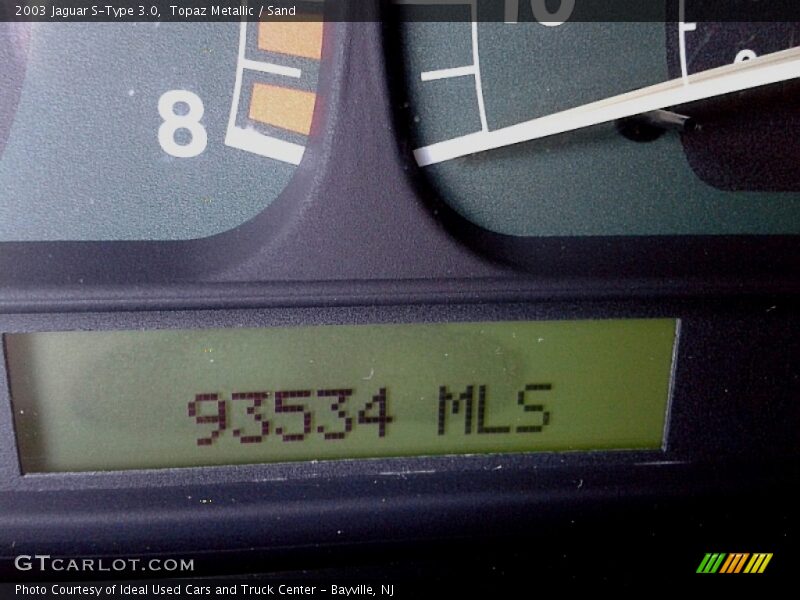 2003 Jaguar S-Type 3.0, Topaz Metallic / Sand
10
8
93534 MLS
GTCARLOT.COM
Photo Courtesy of Ideal Used Cars and Truck Center - Bayville, NJ